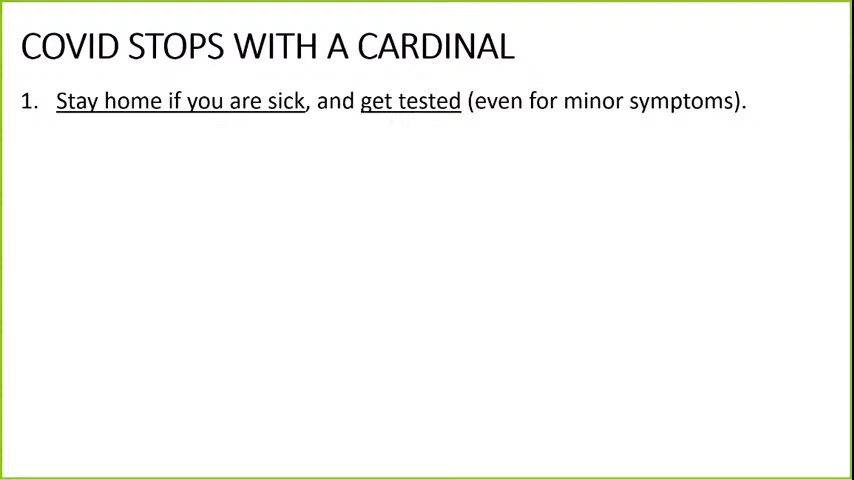 COVID STOPS WITH A CARDINAL
1. Stay home if you are sick, and get tested (even for minor symptoms).